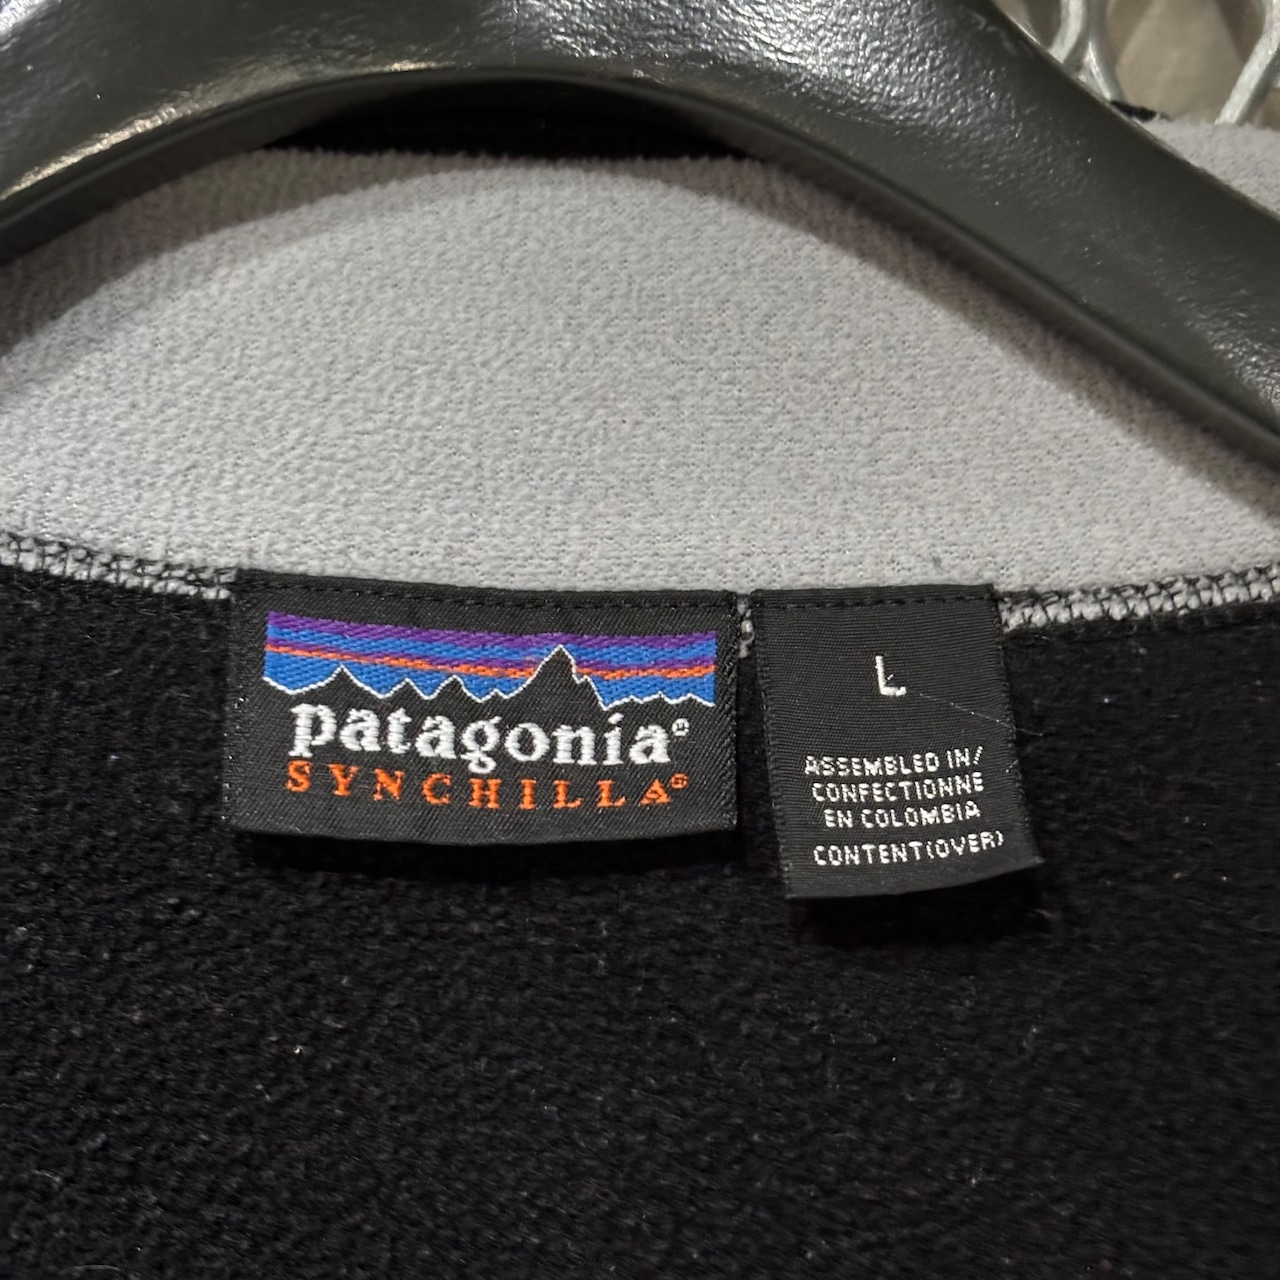 patagonia®
SYNCHILLA®
L
ASSEMBLED IN/
CONFECTIONNE
EN COLOMBIA
CONTENT(OVER)